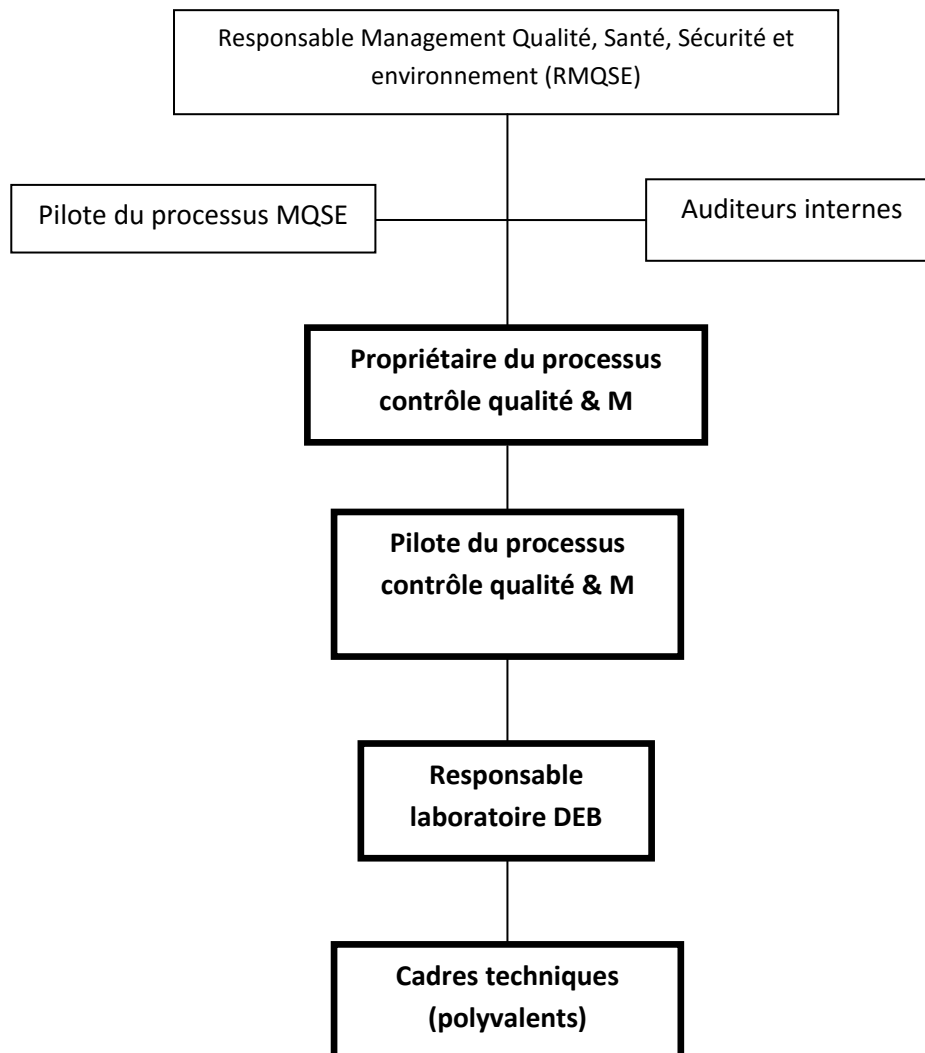 Responsable Management Qualité, Santé, Sécurité et
environnement (RMQSE)
Pilote du processus MQSE
Auditeurs internes
Propriétaire du processus
contrôle qualité & M
Pilote du processus
contrôle qualité & M
Responsable
laboratoire DEB
Cadres techniques
(polyvalents)